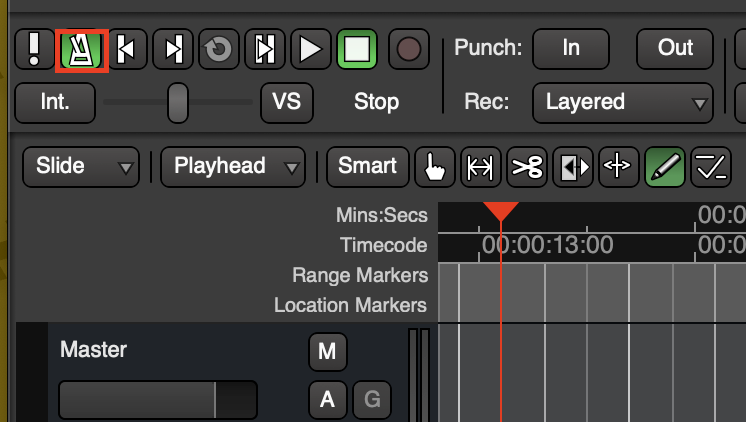 Punch: In Out
Int. VS Stop Rec: Layered
Slide Playhead Smart
Mins:Secs 00:0
Timecode 00:00:13:00 00:0
Range Markers
Location Markers
Master M
A G